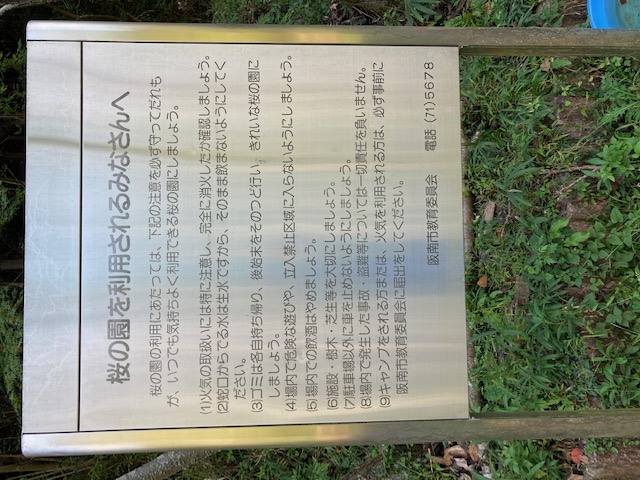 桜の園を利用されるみなさんへ
桜の園の利用にあたっては、下記の注意を必ず守ってだれも
が、いつでも気持ちよく利用できる桜の園にしましょう。
(1)火気の取扱いには特に注意し、完全に消火したか確認しましょう。
(2)蛇口からでる水は生水ですから、そのまま飲まないようにしてく
ださい。
(3)ゴミは各自持ち帰り、後始末をそのつど行い、きれいな桜の園に
しましょう。
(4)場内で危険な遊びや、立入禁止区域に入らないようにしましょう。
(5)場内での飲酒はやめましょう。
(6)施設・樹木・芝生等を大切にしましょう。
(7)駐車場以外に車を止めないようにしましょう。
(8)場内で発生した事故・盗難等については一切責任を負いません。
(9)キャンプをされる方または、火気を利用される方は、必ず事前に
阪南市教育委員会に届出をしてください。
阪南市教育委員会 電話(71)5678